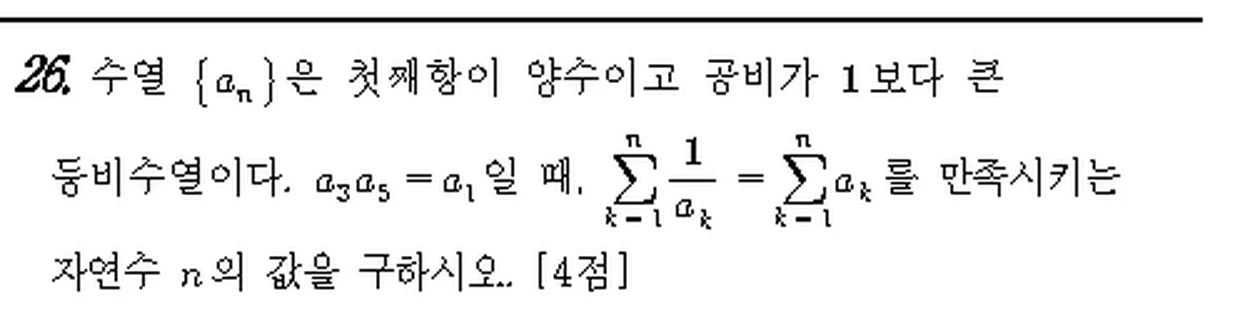 26. 수열 {aₙ}은 첫째항이 양수이고 공비가 1보다 큰
등비수열이다. a₃a₅ = a₁일 때, ∑_{k=1}^{n} 1/aₖ = ∑_{k=1}^{n} aₖ를 만족시키는
자연수 n의 값을 구하시오.. [4점]